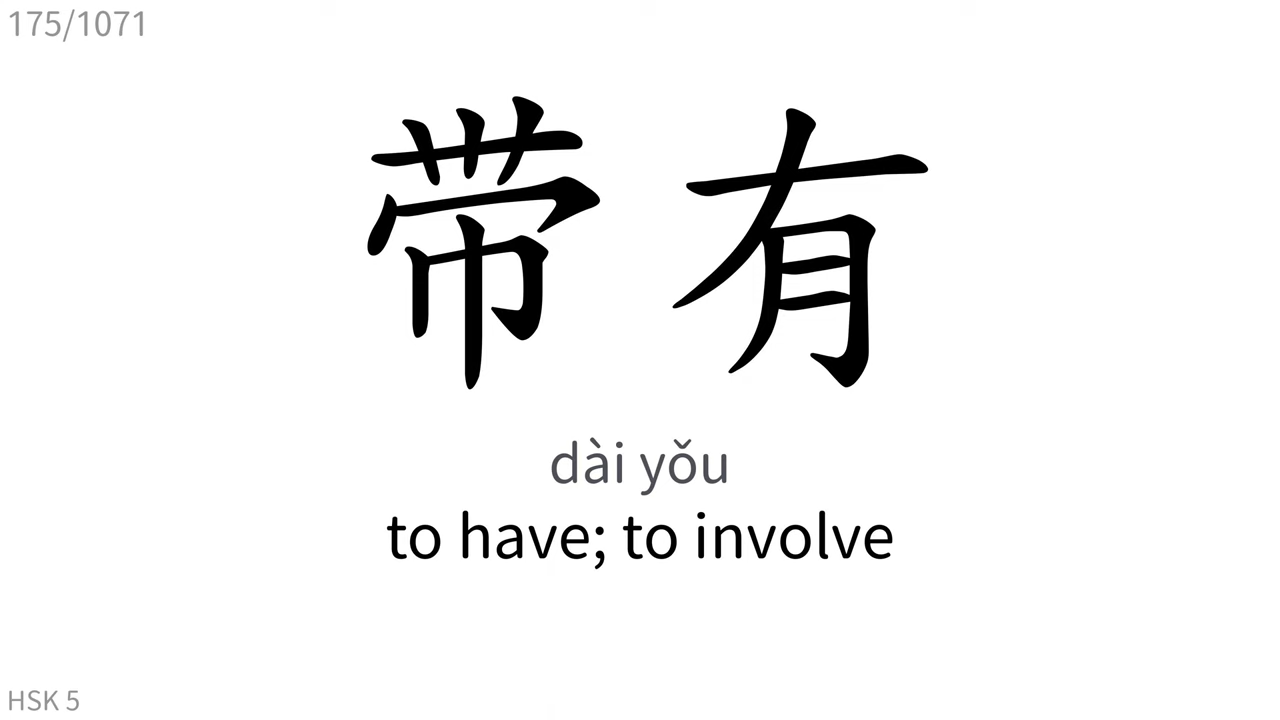 175/1071
带有
dài yǒu
to have; to involve
HSK 5